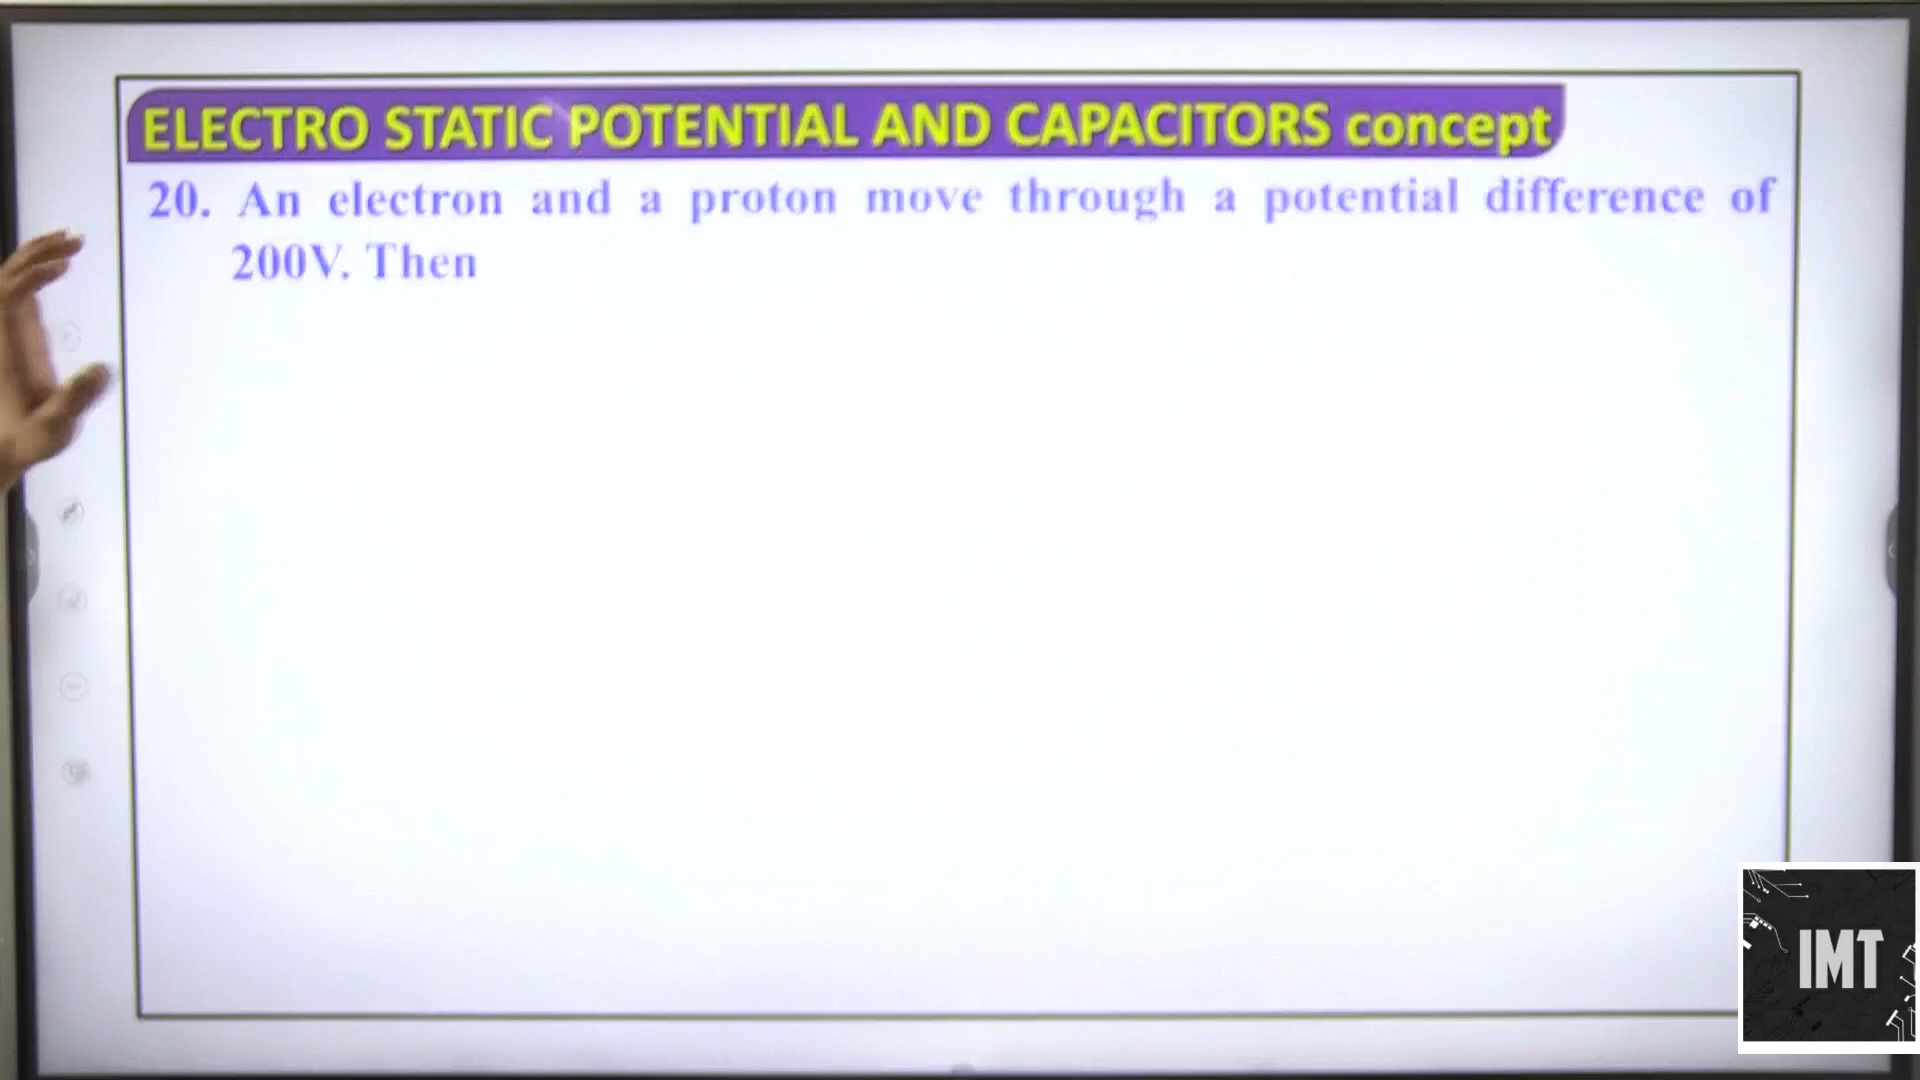 ELECTRO STATIC POTENTIAL AND CAPACITORS concept
20. An electron and a proton move through a potential difference of
200V. Then
IMT